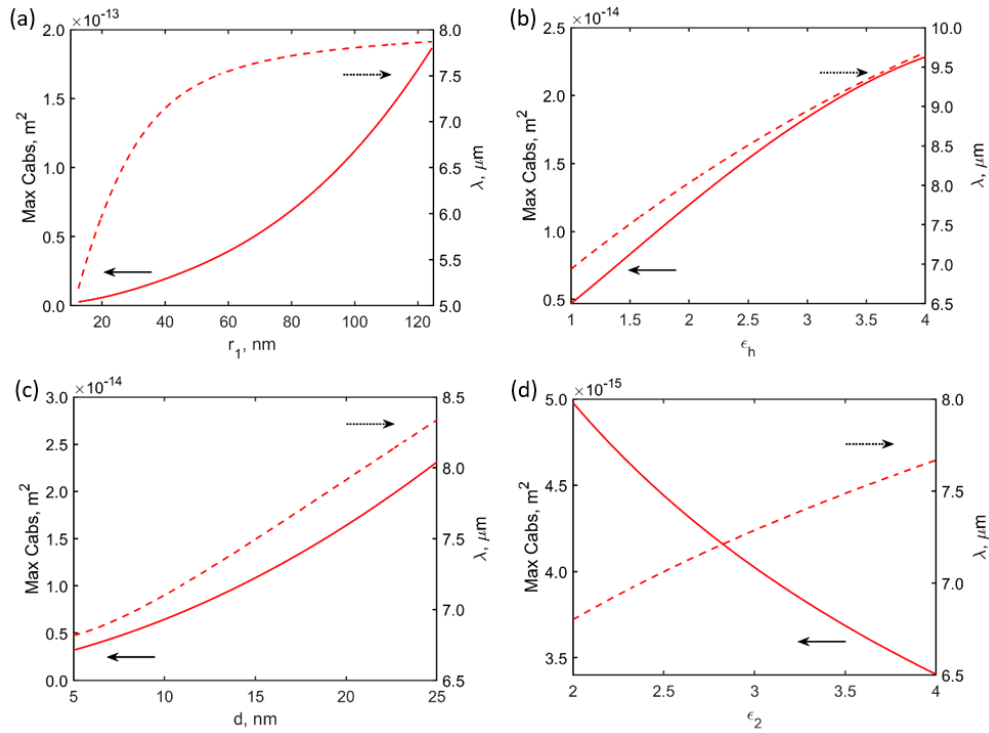 (a)
×10⁻¹³
2.0
1.5
1.0
0.5
0.0
Max Cabs, m²
8.0
7.5
7.0
6.5
6.0
5.5
5.0
λ, μm
20 40 60 80 100 120
r₁, nm
(b)
×10⁻¹⁴
2.5
2.4
1.5
1.4
0.5
Max Cabs, m²
10.0
9.5
9.4
8.5
8.0
7.5
7.0
6.5
λ, μm
1 1.5 2 2.5 3 3.5 4
ϵₕ
(c)
×10⁻¹⁴
3.0
2.5
2.0
1.5
1.0
0.5
0.0
Max Cabs, m²
8.5
8.0
7.5
7.0
6.5
λ, μm
5 10 15 20 25
d, nm
(d)
×10⁻¹⁵
5.0
4.5
4.0
3.5
Max Cabs, m²
8.0
7.5
7.0
6.5
λ, μm
2 2.5 3 3.5 4
ϵ₂